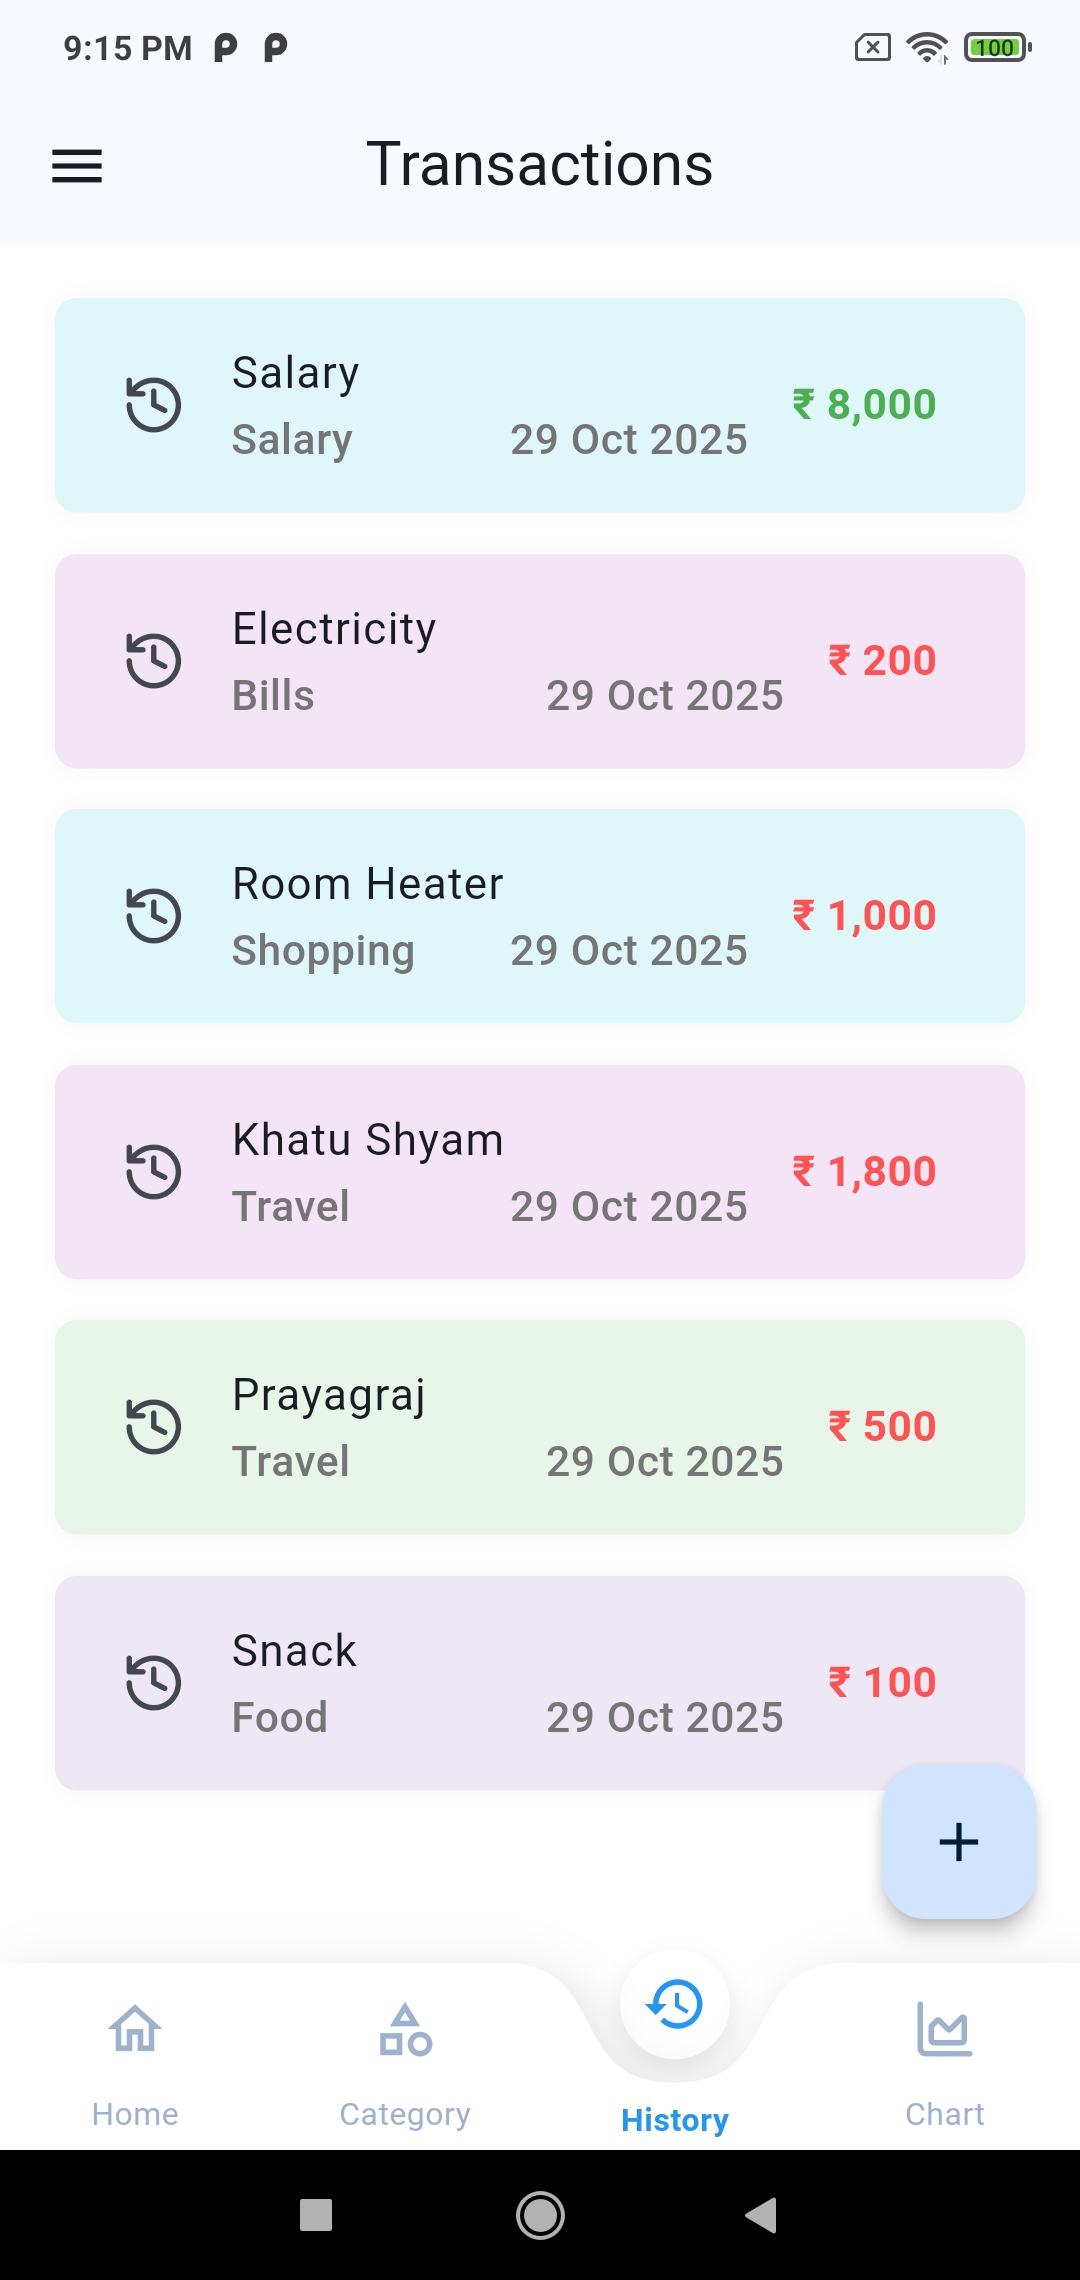 9:15 PM
100
Transactions
Salary
Salary 29 Oct 2025
₹ 8,000
Electricity
Bills 29 Oct 2025
₹ 200
Room Heater
Shopping 29 Oct 2025
₹ 1,000
Khatu Shyam
Travel 29 Oct 2025
₹ 1,800
Prayagraj
Travel 29 Oct 2025
₹ 500
Snack
Food 29 Oct 2025
₹ 100
Home Category History Chart